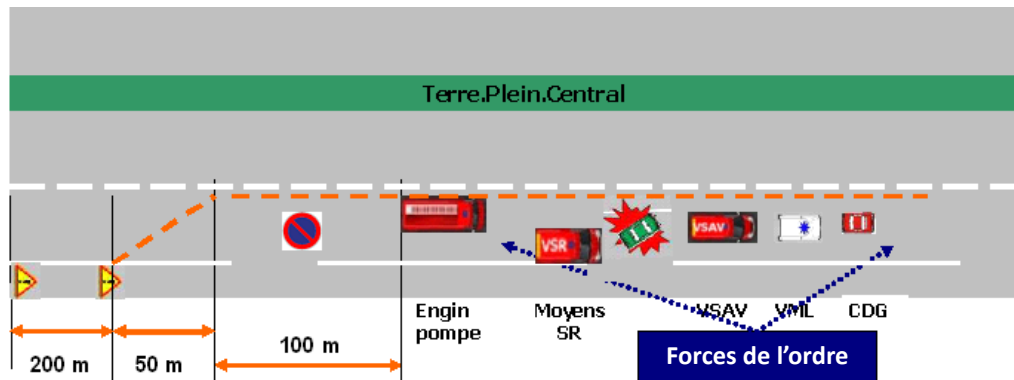 Terre.Plein.Central
VSR
VSAV
Engin
pompe
Moyens
SR
VSAV
VML
CDG
200 m
50 m
100 m
Forces de l’ordre